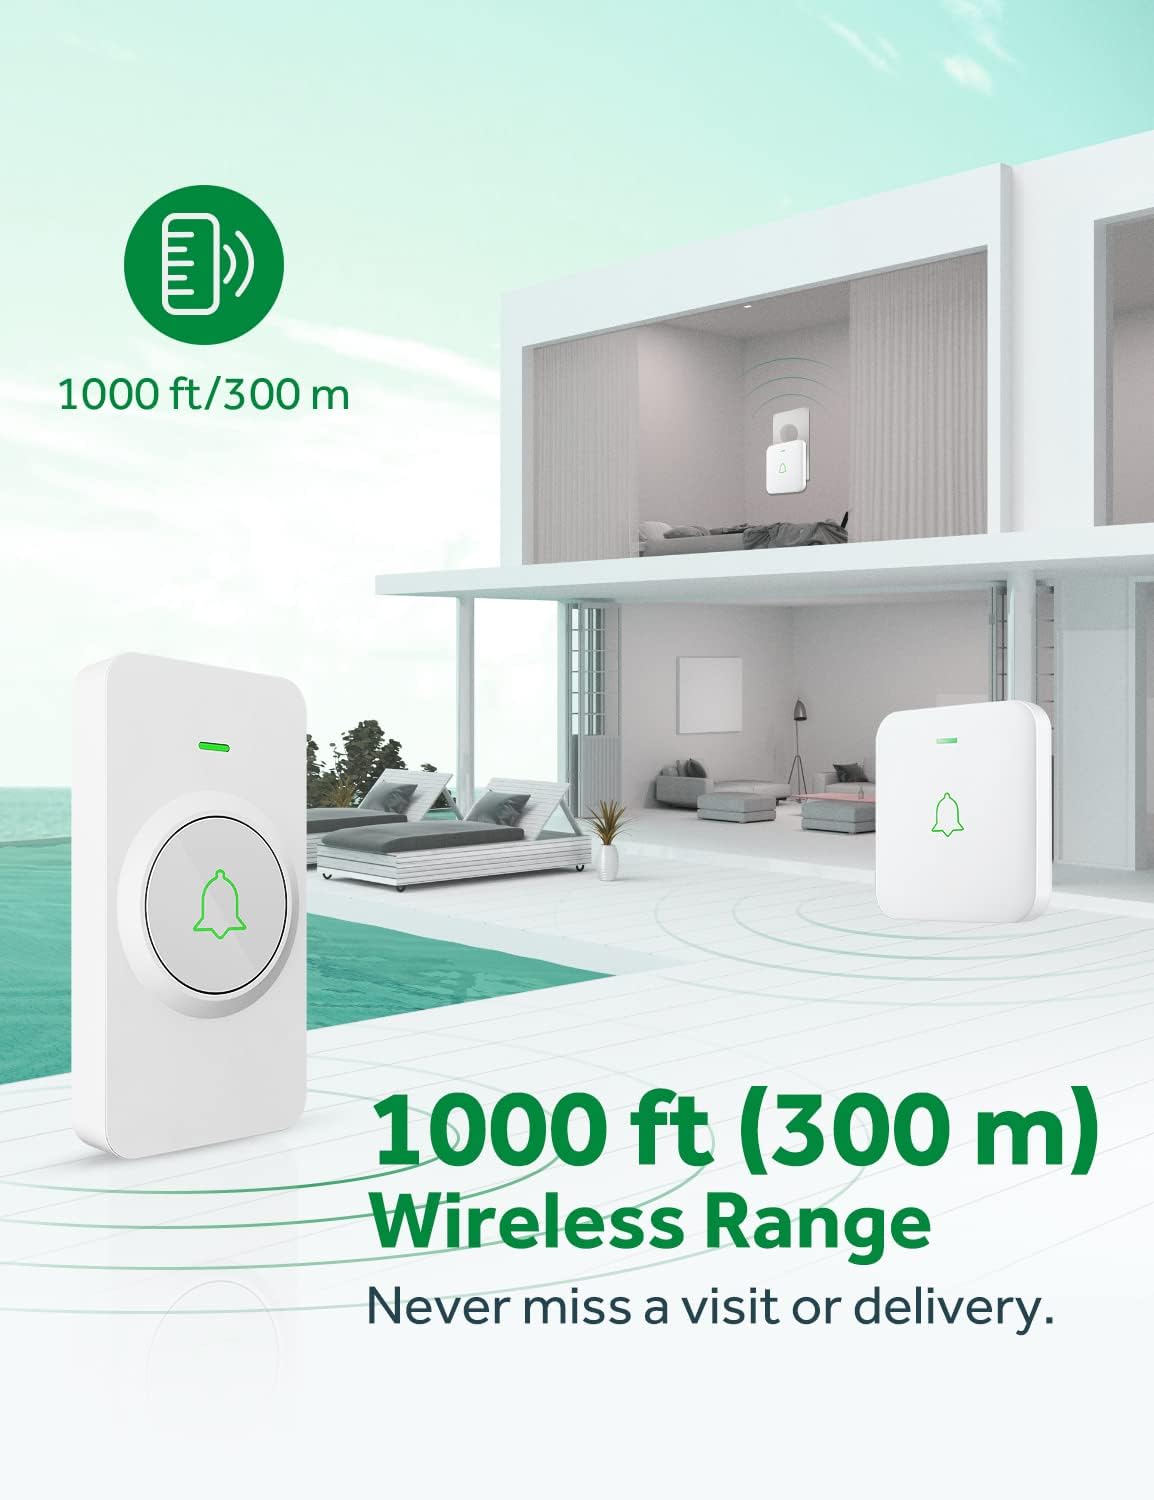 1000 ft/300 m
1000 ft (300 m)
Wireless Range
Never miss a visit or delivery.